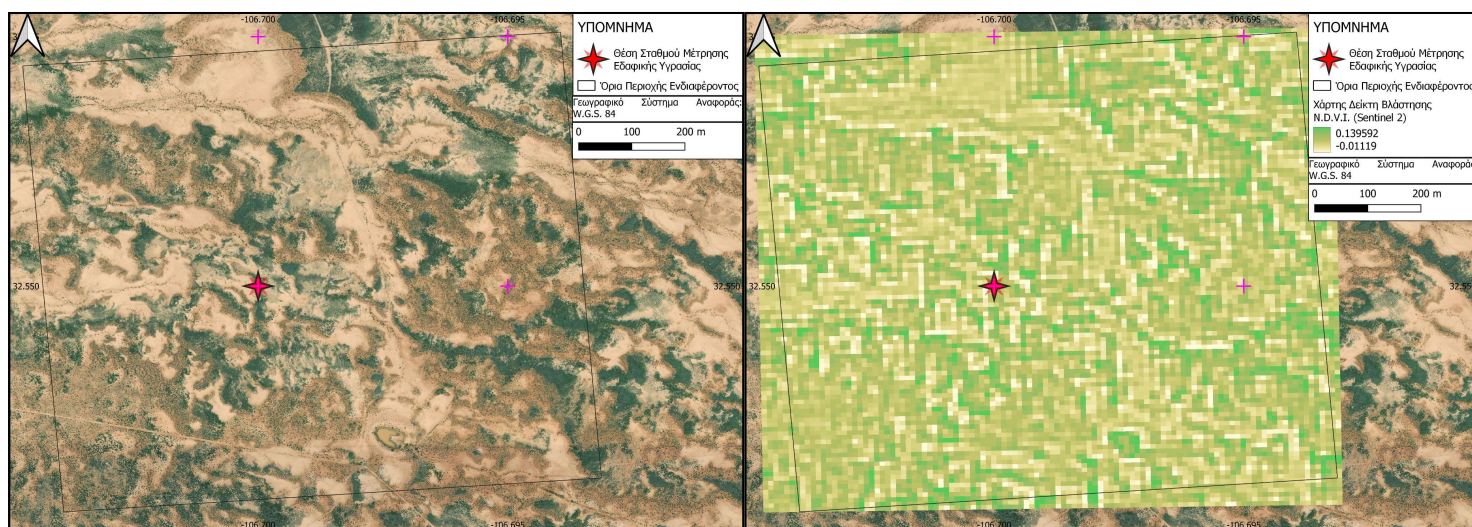 -106.700
-106.695
32.550
32.550
-106.700
-106.695
ΥΠΟΜΝΗΜΑ
Θέση Σταθμού Μέτρησης
Εδαφικής Υγρασίας
Όρια Περιοχής Ενδιαφέροντος
Γεωγραφικό Σύστημα Αναφοράς:
W.G.S. 84
0 100 200 m
-106.700
-106.695
32.550
32.550
-106.700
-106.695
ΥΠΟΜΝΗΜΑ
Θέση Σταθμού Μέτρησης
Εδαφικής Υγρασίας
Όρια Περιοχής Ενδιαφέροντος
Χάρτης Δείκτη Βλάστησης
N.D.V.I. (Sentinel 2)
0.139592
-0.01119
Γεωγραφικό Σύστημα Αναφοράς
W.G.S. 84
0 100 200 m